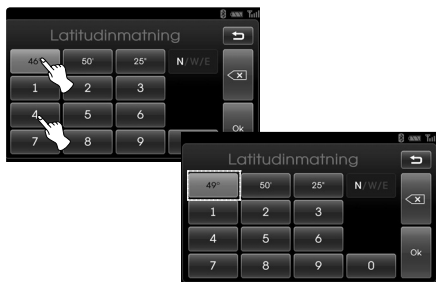 Latitudinmatning
46° 50' 25" N/W/E
1 2 3
4 5 6
Ok
7 8 9
Latitudinmatning
49° 50' 25" N/W/E
1 2 3
4 5 6
Ok
7 8 9 0